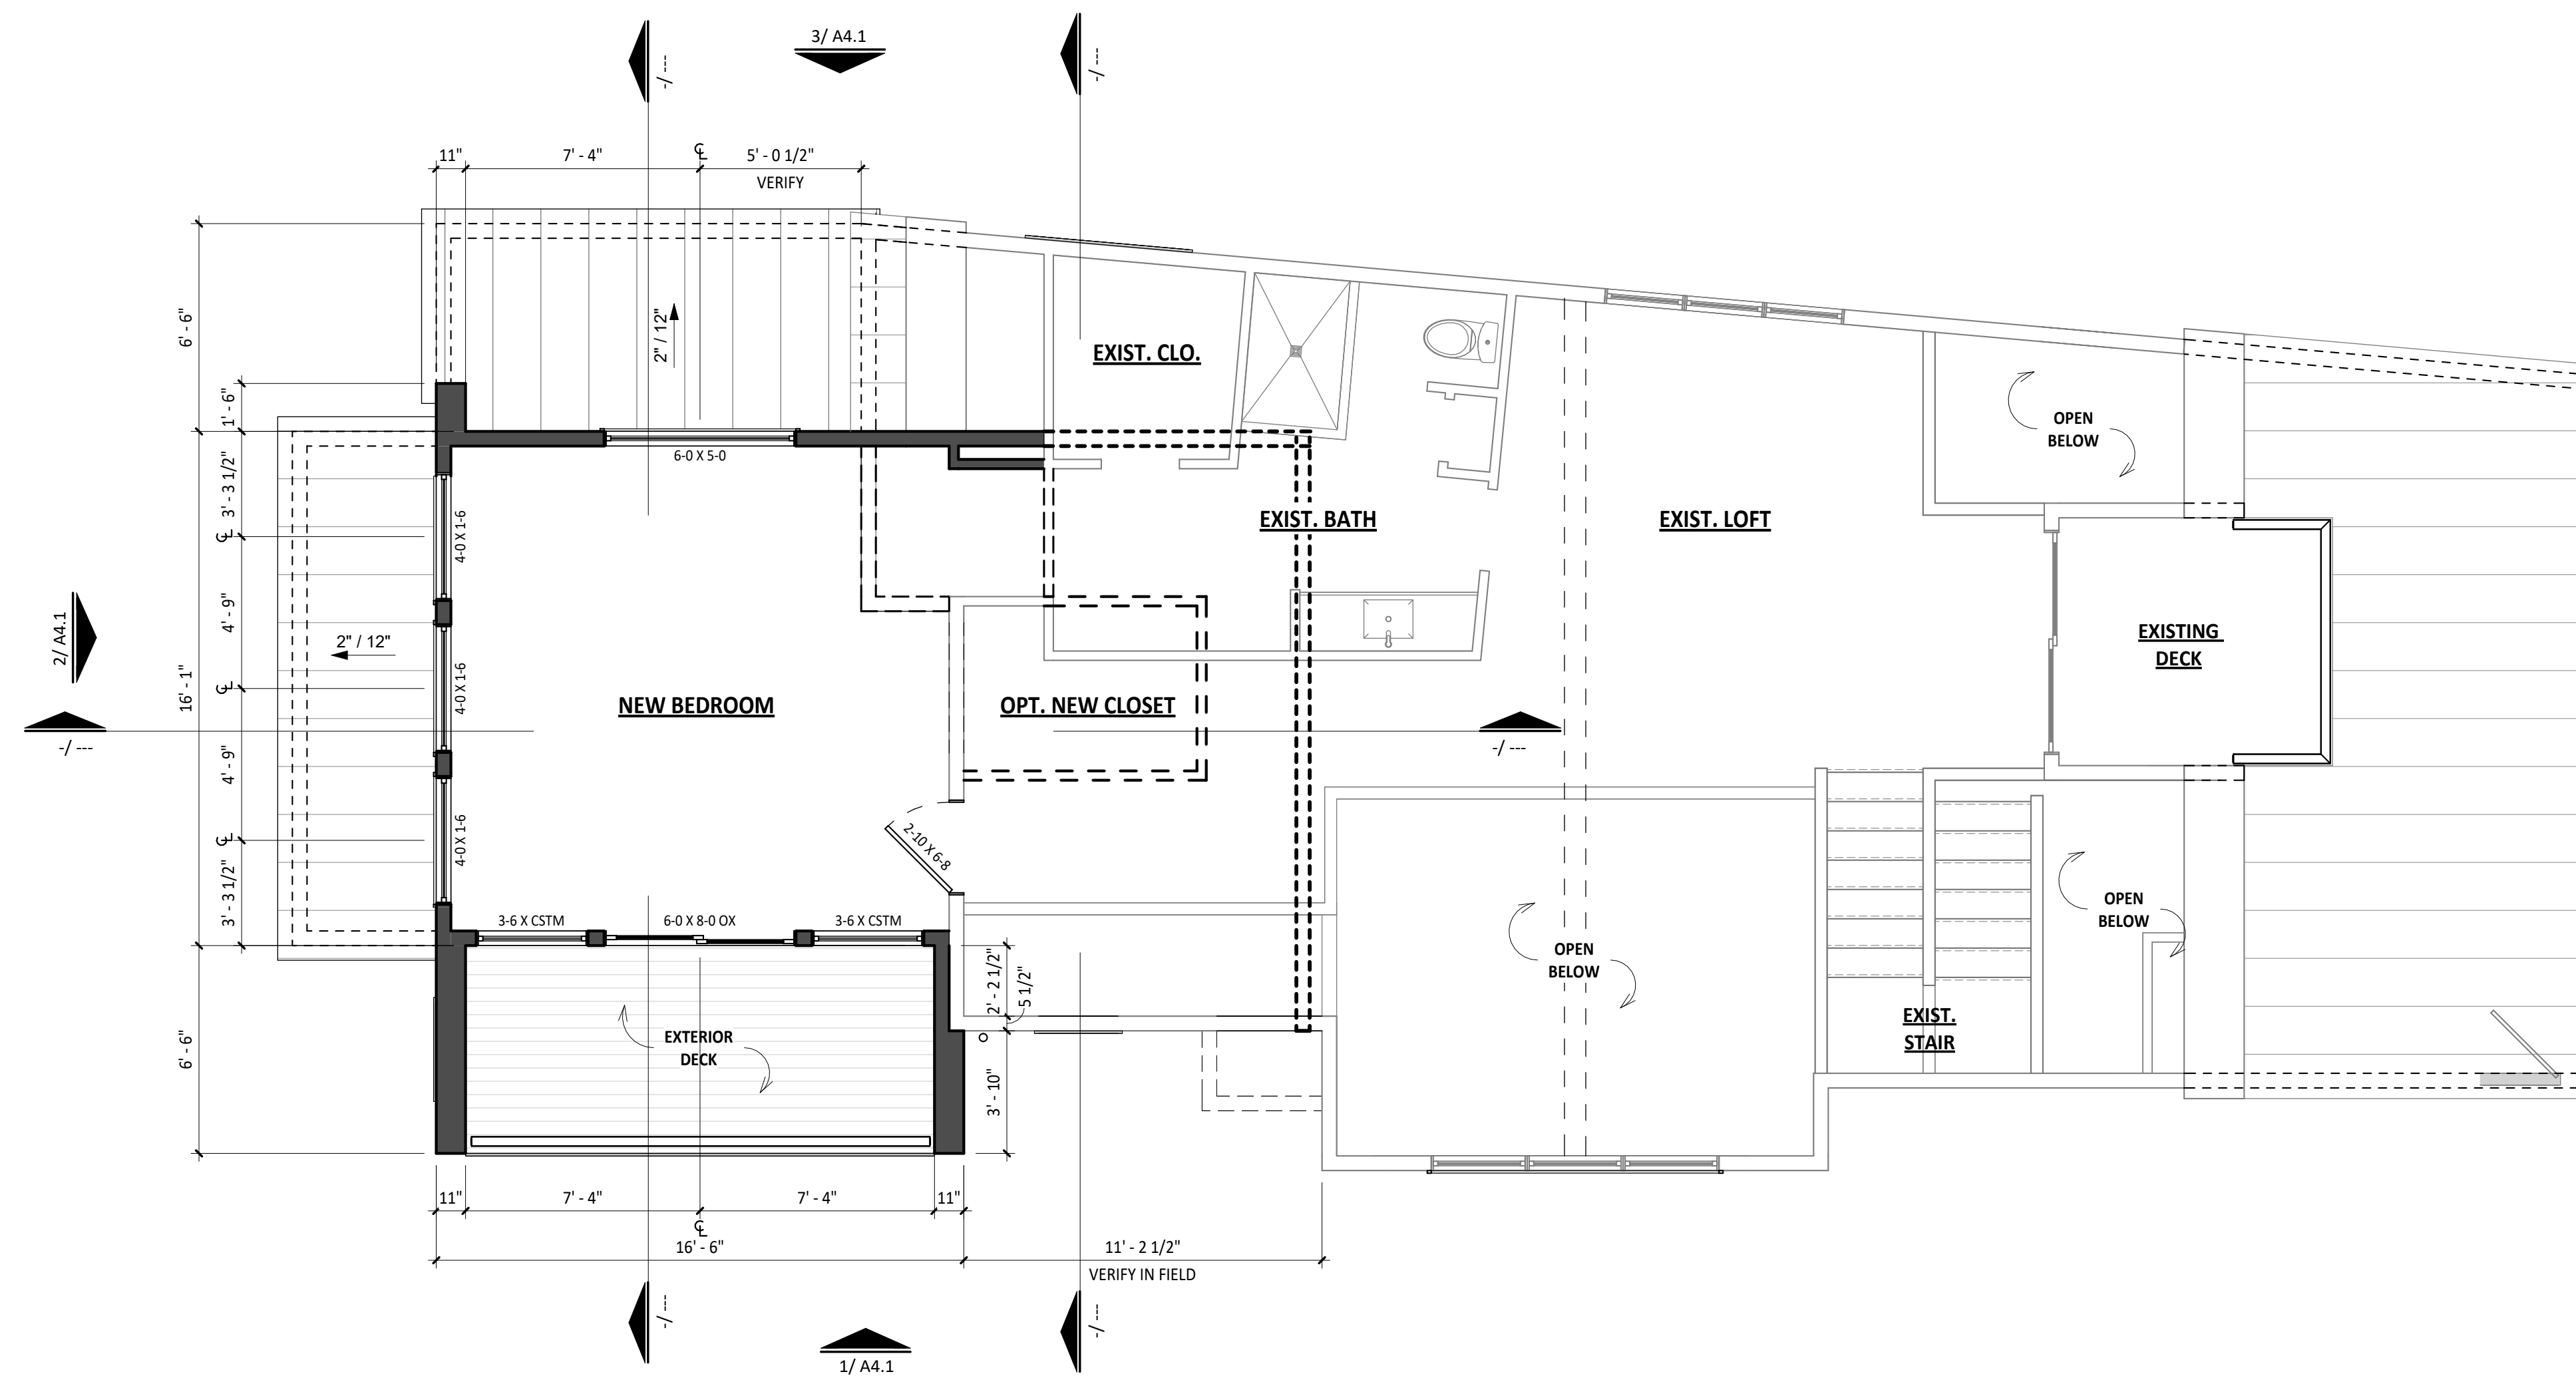 3/ A4.1
-/ ---
-/ ---
11"
7' - 4"
℄
5' - 0 1/2"
VERIFY
6' - 6"
1' - 6"
3' - 3 1/2"
℄
4' - 9"
℄
4' - 9"
℄
3' - 3 1/2"
16' - 1"
6' - 6"
2/ A4.1
-/ ---
2" / 12"
2" / 12"
6-0 X 5-0
4-0 X 1-6
4-0 X 1-6
4-0 X 1-6
EXIST. CLO.
EXIST. BATH
EXIST. LOFT
OPEN
BELOW
EXISTING
DECK
NEW BEDROOM
OPT. NEW CLOSET
-/ ---
2-10 X 6-8
3-6 X CSTM
6-0 X 8-0 OX
3-6 X CSTM
OPEN
BELOW
OPEN
BELOW
EXIST.
STAIR
EXTERIOR
DECK
2' - 2 1/2"
5 1/2"
3' - 10"
11"
7' - 4"
7' - 4"
11"
℄
16' - 6"
11' - 2 1/2"
VERIFY IN FIELD
-/ ---
-/ ---
1/ A4.1